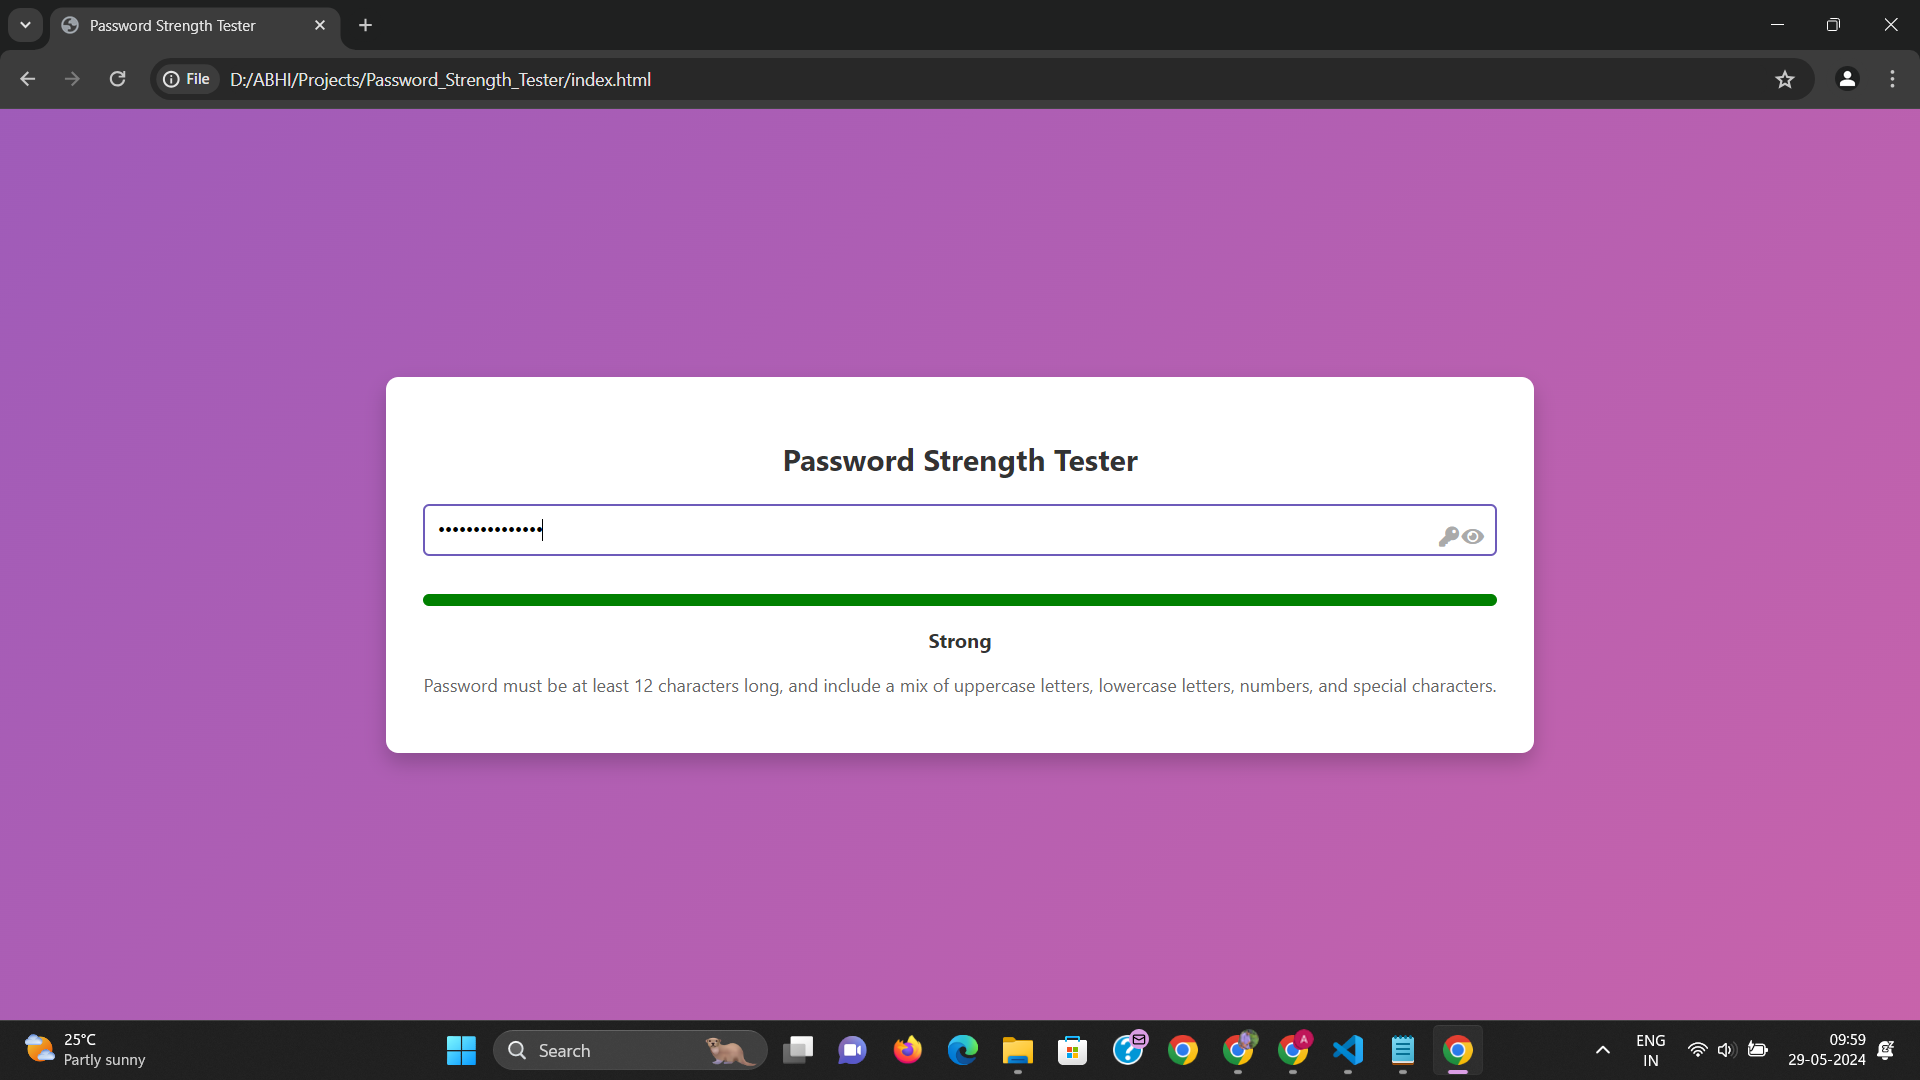 Password Strength Tester
File D:/ABHI/Projects/Password_Strength_Tester/index.html
Password Strength Tester
•••••••••••••••
Strong
Password must be at least 12 characters long, and include a mix of uppercase letters, lowercase letters, numbers, and special characters.
25°C
Partly sunny
Search
A
ENG
IN
09:59
29-05-2024